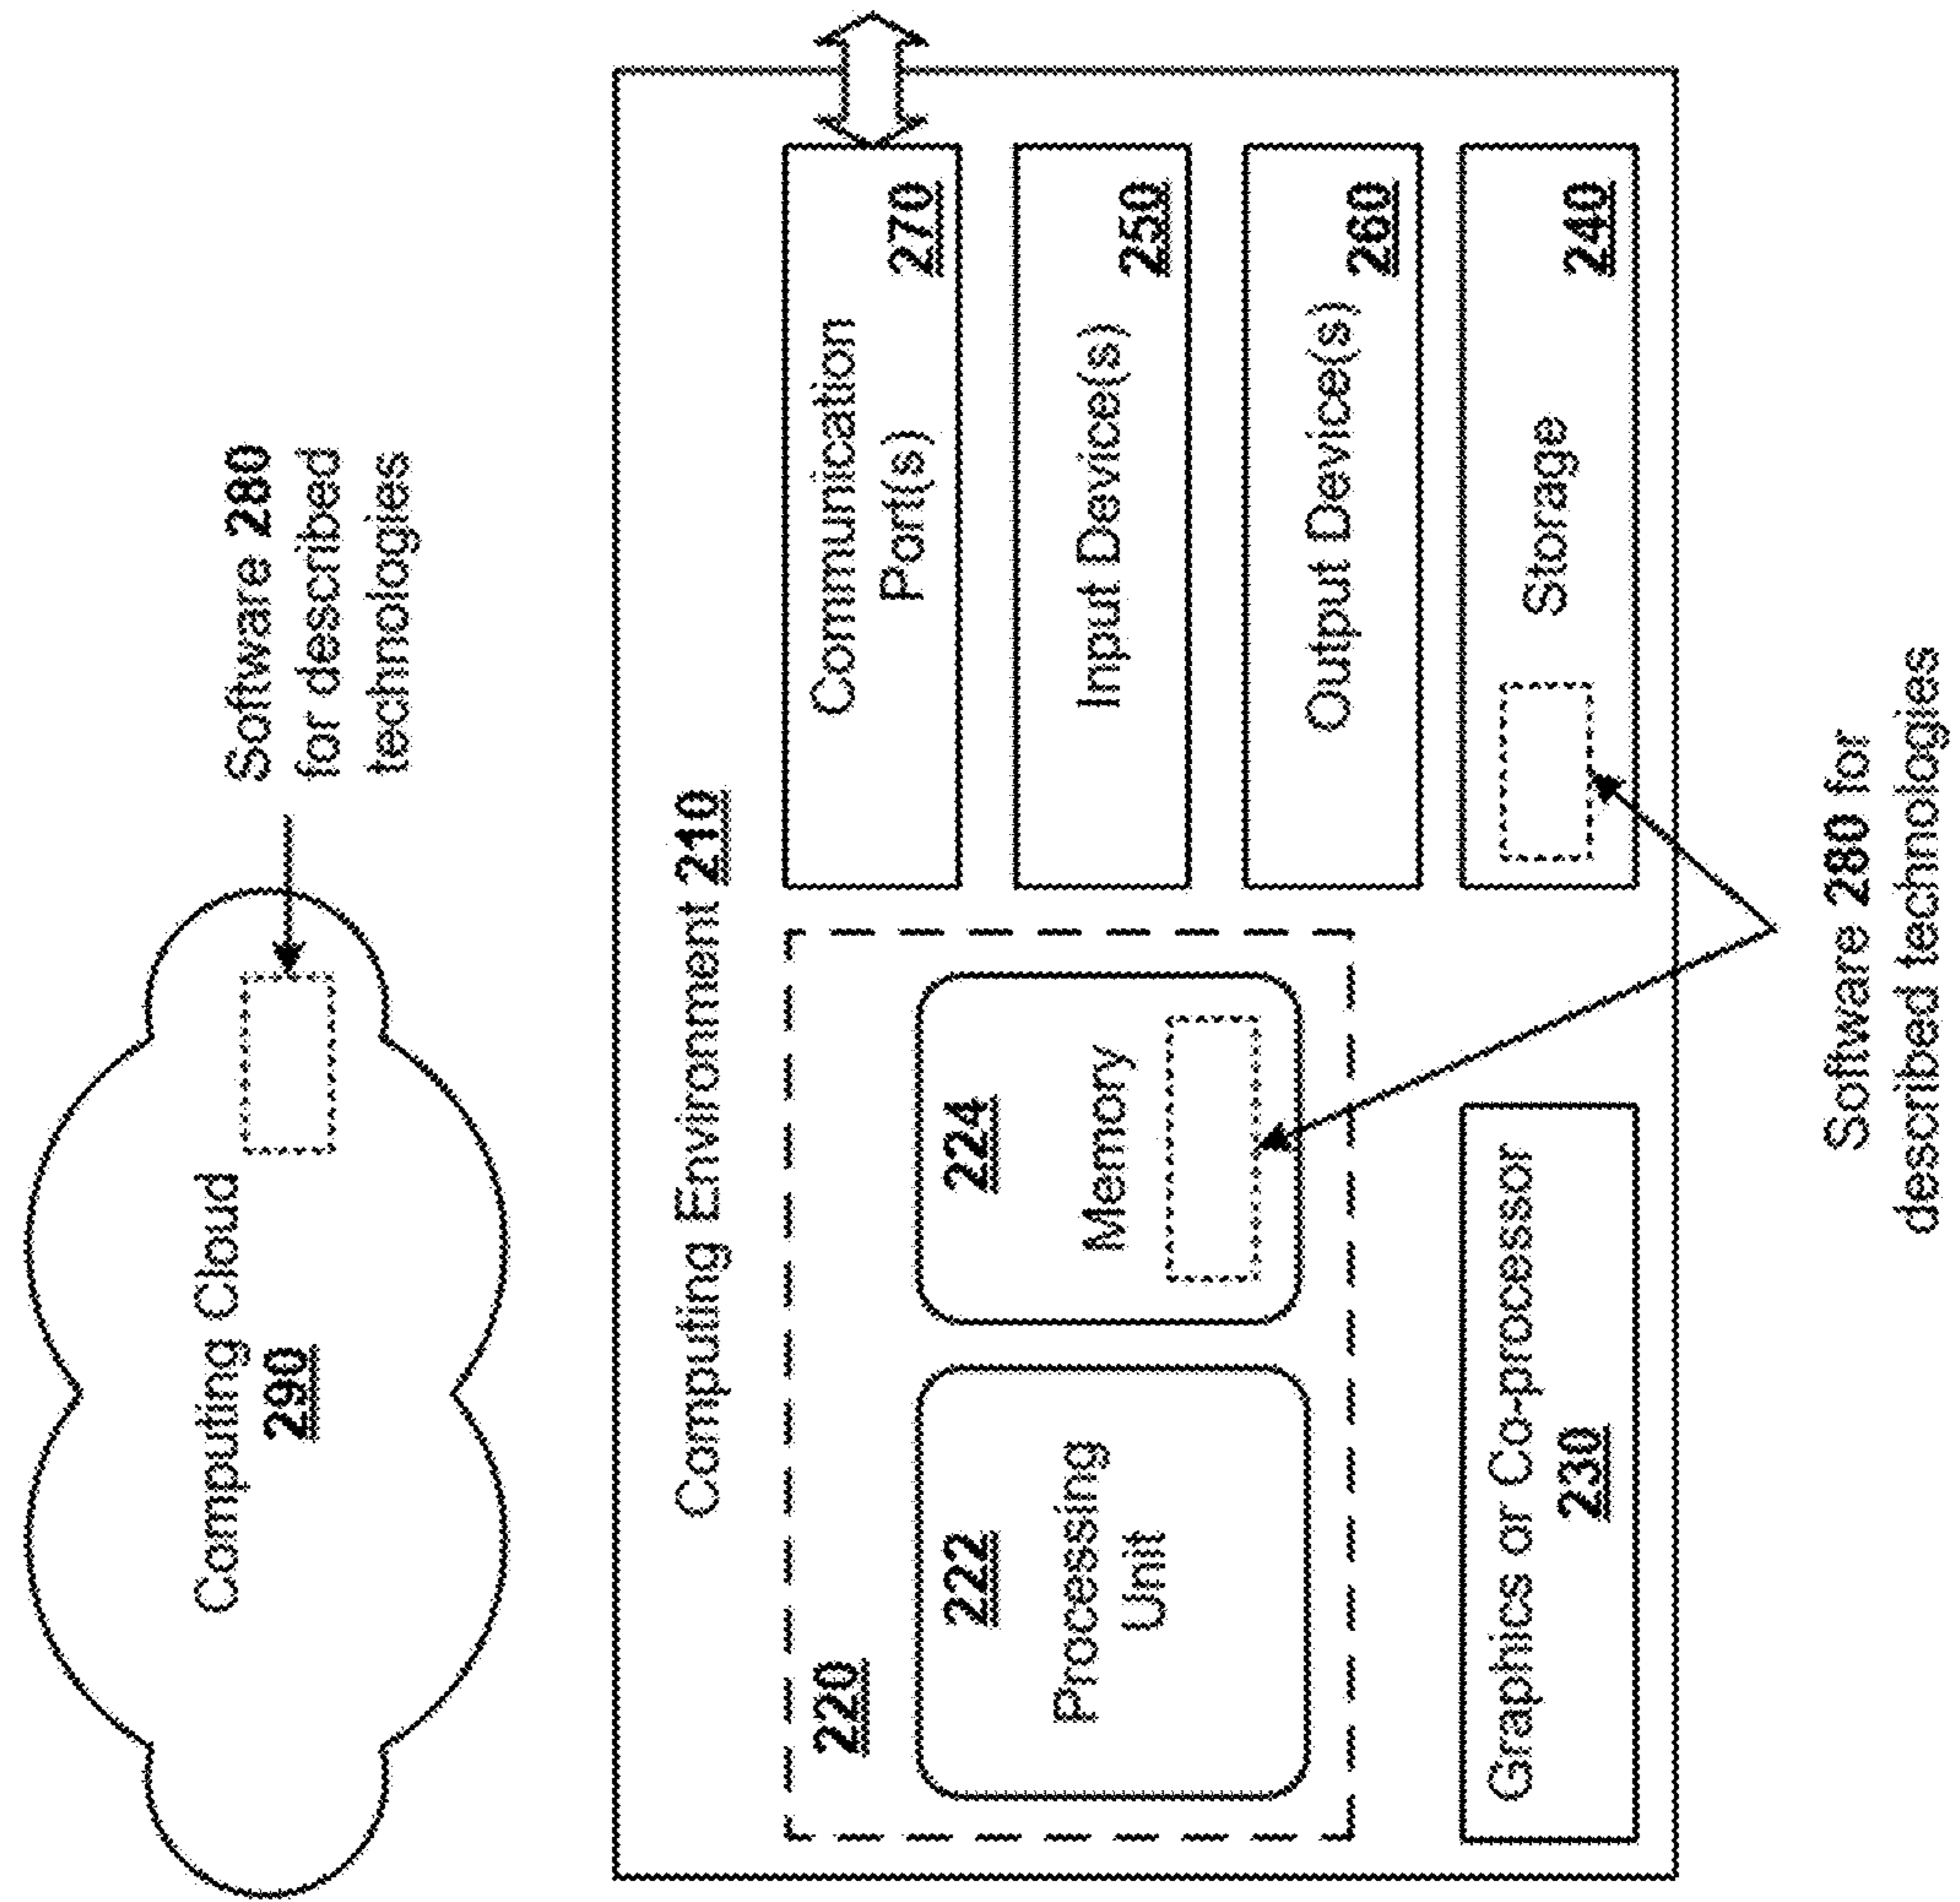 Computing Cloud
290
Software 280
for described
technologies
Computing Environment 210
220
222
Processing
Unit
224
Memory
Communication
Port(s)
270
Input Device(s)
250
Output Device(s)
260
Graphics or Co-processor
230
Storage
240
Software 280 for
described technologies